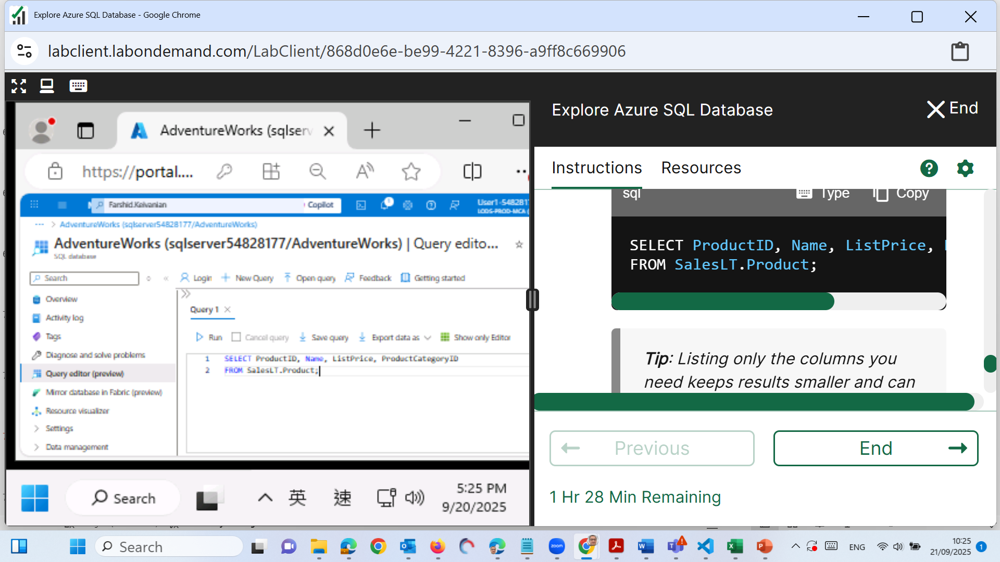 Explore Azure SQL Database - Google Chrome
labclient.labondemand.com/LabClient/868d0e6e-be99-4221-8396-a9ff8c669906
AdventureWorks (sqlserv
https://portal....
Farshid.Keivanian
Copilot
1
User1-5482817
LODS-PROD-MCA (
... > AdventureWorks (sqlserver54828177/AdventureWorks)
AdventureWorks (sqlserver54828177/AdventureWorks) | Query edito...
SQL database
Search
Login
New Query
Open query
Feedback
Getting started
Overview
Activity log
Tags
Diagnose and solve problems
Query editor (preview)
Mirror database in Fabric (preview)
Resource visualizer
Settings
Data management
Query 1
Run
Cancel query
Save query
Export data as
Show only Editor
1 SELECT ProductID, Name, ListPrice, ProductCategoryID
2 FROM SalesLT.Product;
Search
英
速
5:25 PM
9/20/2025
Explore Azure SQL Database
End
Instructions
Resources
sql
Type
Copy
SELECT ProductID, Name, ListPrice,
FROM SalesLT.Product;
Tip: Listing only the columns you
need keeps results smaller and can
Previous
End
1 Hr 28 Min Remaining
Search
zoom
ENG
10:25
21/09/2025
1